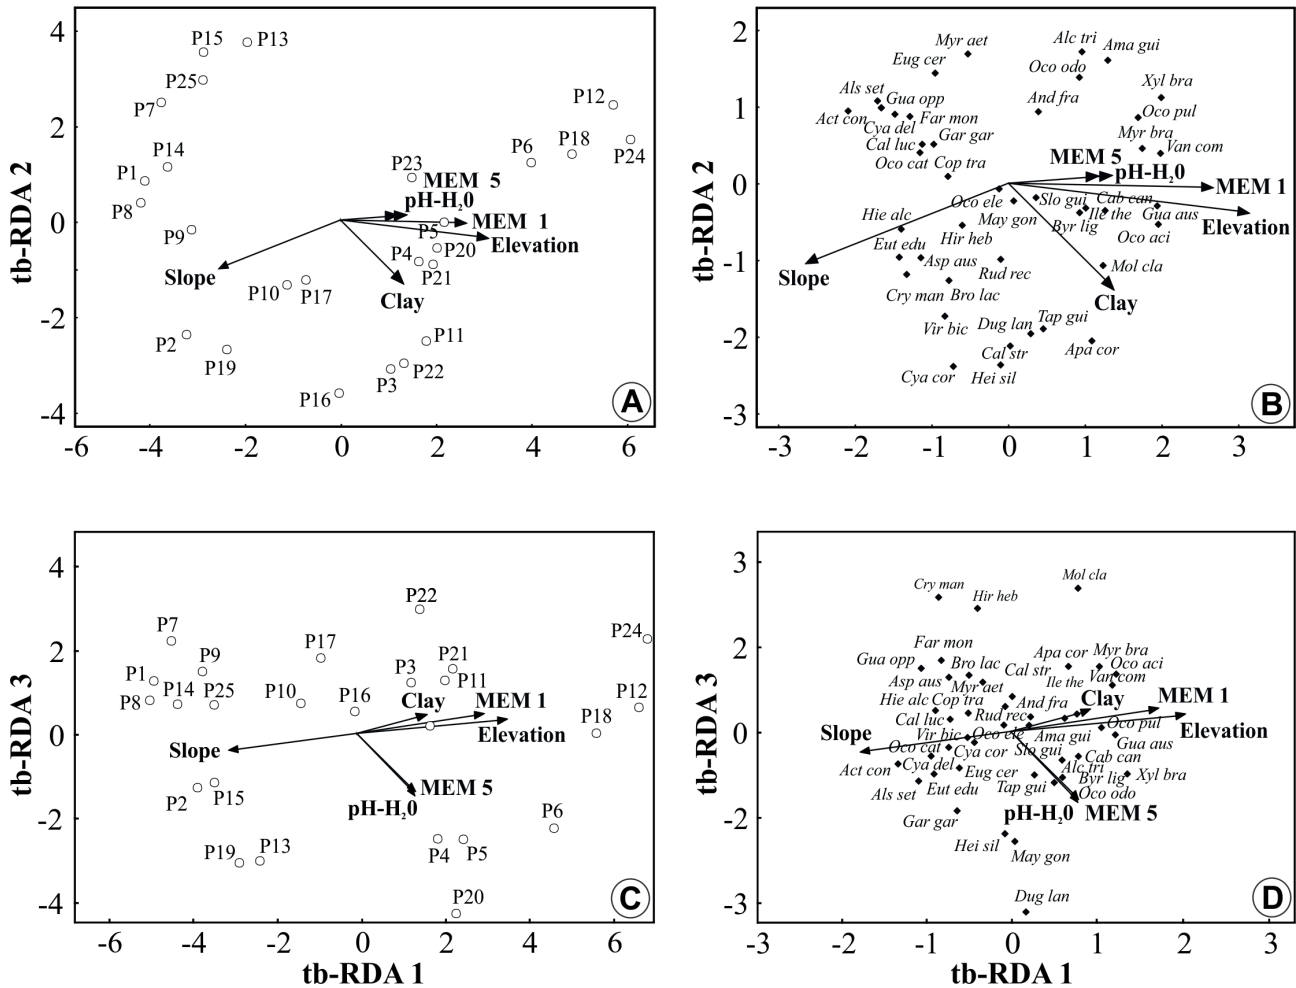 P15
P13
P25
P7
P14
P1
P8
P9
P12
P6
P18
P24
P23
MEM 5
pH-H₂0
MEM 1
P5
Elevation
P4
P20
P21
Slope
Clay
P10
P17
P2
P19
P11
P3
P22
P16
4
2
0
-2
-4
-6
-4
-2
0
2
4
6
tb-RDA 2
A
Myr aet
Alc tri
Ama gui
Eug cer
Oco odo
Als set
Gua opp
And fra
Xyl bra
Act con
Far mon
Oco pul
Cya del
Gar gar
Myr bra
Cal luc
Van com
Oco cat
Cop tra
MEM 5
pH-H₂0
MEM 1
Oco ele
Slo gui
Cab can
Hie alc
May gon
Ile the
Gua aus
Byr lig
Elevation
Eut edu
Hir heb
Oco aci
Asp aus
Rud rec
Mol cla
Slope
Cry man
Bro lac
Clay
Vir bic
Dug lan
Tap gui
Cal str
Apa cor
Cya cor
Hei sil
2
1
0
-1
-2
-3
-3
-2
-1
0
1
2
3
tb-RDA 2
B
P22
P7
P24
P9
P17
P3
P21
P1
P11
P12
P8
P14
P25
P10
P16
Clay
MEM 1
P18
Slope
Elevation
MEM 5
pH-H₂0
P2
P15
P6
P19
P13
P4
P5
P20
4
2
0
-2
-4
-6
-4
-2
0
2
4
6
tb-RDA 3
tb-RDA 1
C
Cry man
Mol cla
Hir heb
Far mon
Apa cor
Myr bra
Gua opp
Bro lac
Cal str
Oco aci
Asp aus
Myr aet
Ile the
Van com
Hie alc
Cop tra
And fra
Clay
MEM 1
Cal luc
Rud rec
Oco pul
Elevation
Slope
Vir bic
Oco ele
Ama gui
Gua aus
Oco cat
Cya cor
Slo gui
Cab can
Act con
Cya del
Eug cer
Alc tri
Xyl bra
Als set
Eut edu
Tap gui
Byr lig
Oco odo
Gar gar
pH-H₂0
MEM 5
Hei sil
May gon
Dug lan
3
2
0
-2
-3
-3
-2
-1
0
1
2
3
tb-RDA 3
tb-RDA 1
D